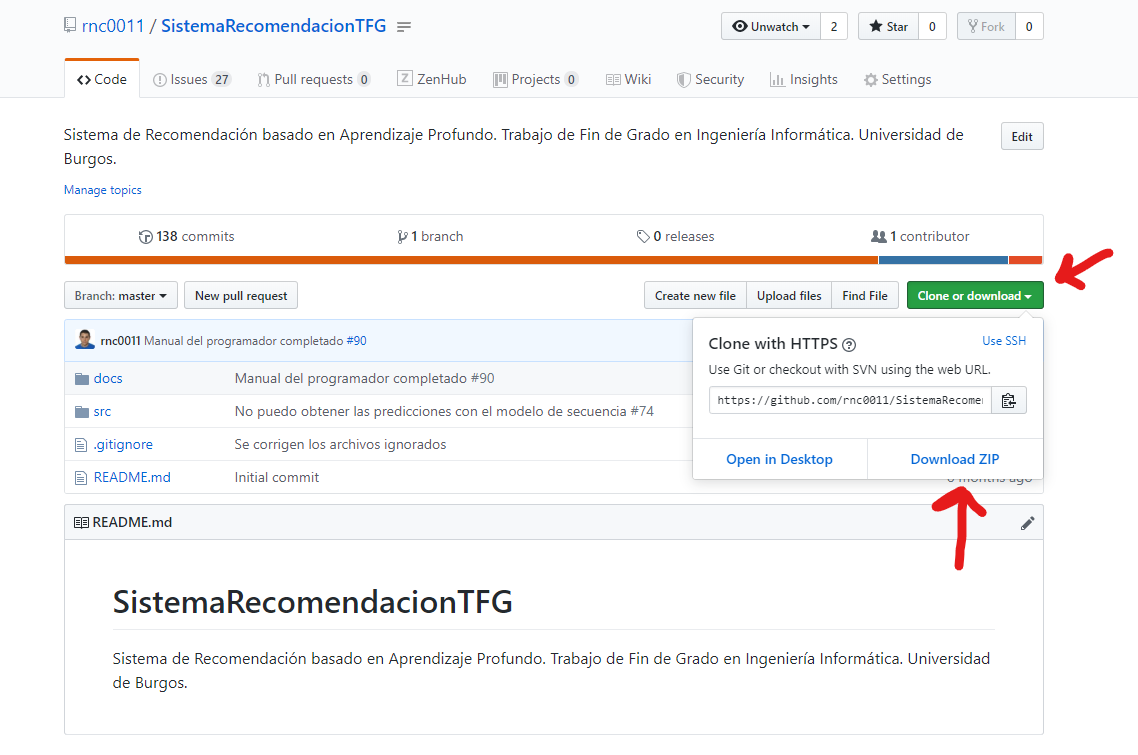 rnc0011 / SistemaRecomendacionTFG
Unwatch 2 Star 0 Fork 0
Code Issues 27 Pull requests 0 ZenHub Projects 0 Wiki Security Insights Settings
Sistema de Recomendación basado en Aprendizaje Profundo. Trabajo de Fin de Grado en Ingeniería Informática. Universidad de
Burgos.
Edit
Manage topics
138 commits 1 branch 0 releases 1 contributor
Branch: master New pull request Create new file Upload files Find File Clone or download
rnc0011 Manual del programador completado #90
docs Manual del programador completado #90
src No puedo obtener las predicciones con el modelo de secuencia #74
.gitignore Se corrigen los archivos ignorados
README.md Initial commit
Clone with HTTPS ? Use SSH
Use Git or checkout with SVN using the web URL.
https://github.com/rnc0011/SistemaRecomen
Open in Desktop Download ZIP
months ago
README.md
SistemaRecomendacionTFG
Sistema de Recomendación basado en Aprendizaje Profundo. Trabajo de Fin de Grado en Ingeniería Informática. Universidad
de Burgos.